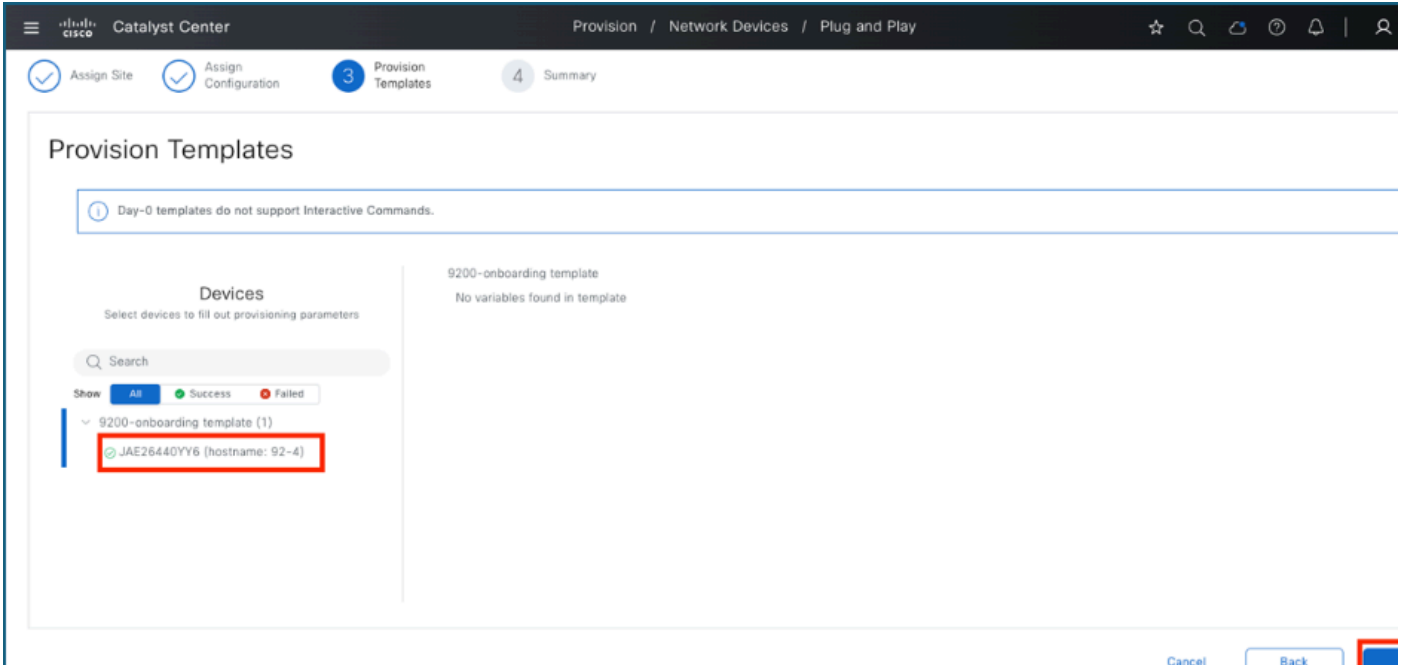 cisco Catalyst Center Provision / Network Devices / Plug and Play
Assign Site
Assign
Configuration
3 Provision
Templates
4 Summary
Provision Templates
Day-0 templates do not support Interactive Commands.
Devices
Select devices to fill out provisioning parameters
Search
Show All Success Failed
9200-onboarding template (1)
JAE26440YY6 (hostname: 92-4)
9200-onboarding template
No variables found in template
Cancel Back